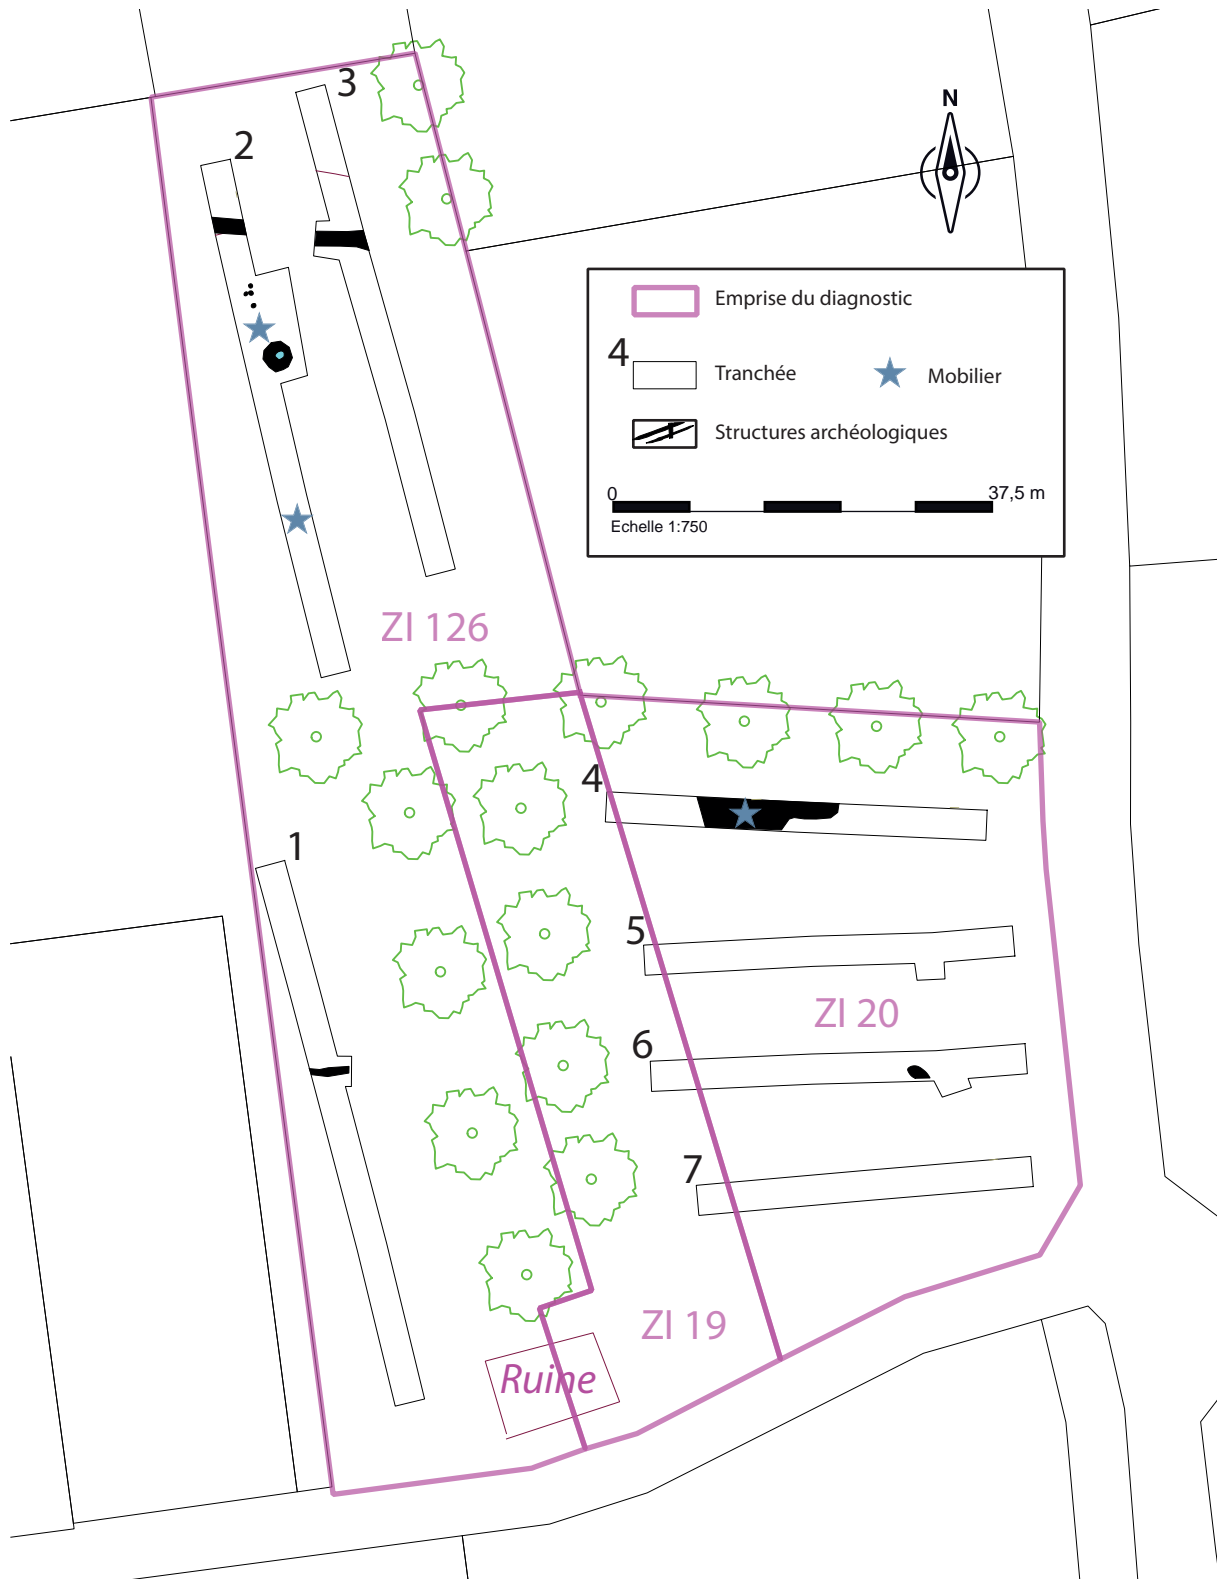 3
2
N
Emprise du diagnostic
4
Tranchée
Mobilier
Structures archéologiques
0
37,5 m
Echelle 1:750
ZI 126
4
1
5
ZI 20
6
7
ZI 19
Ruine